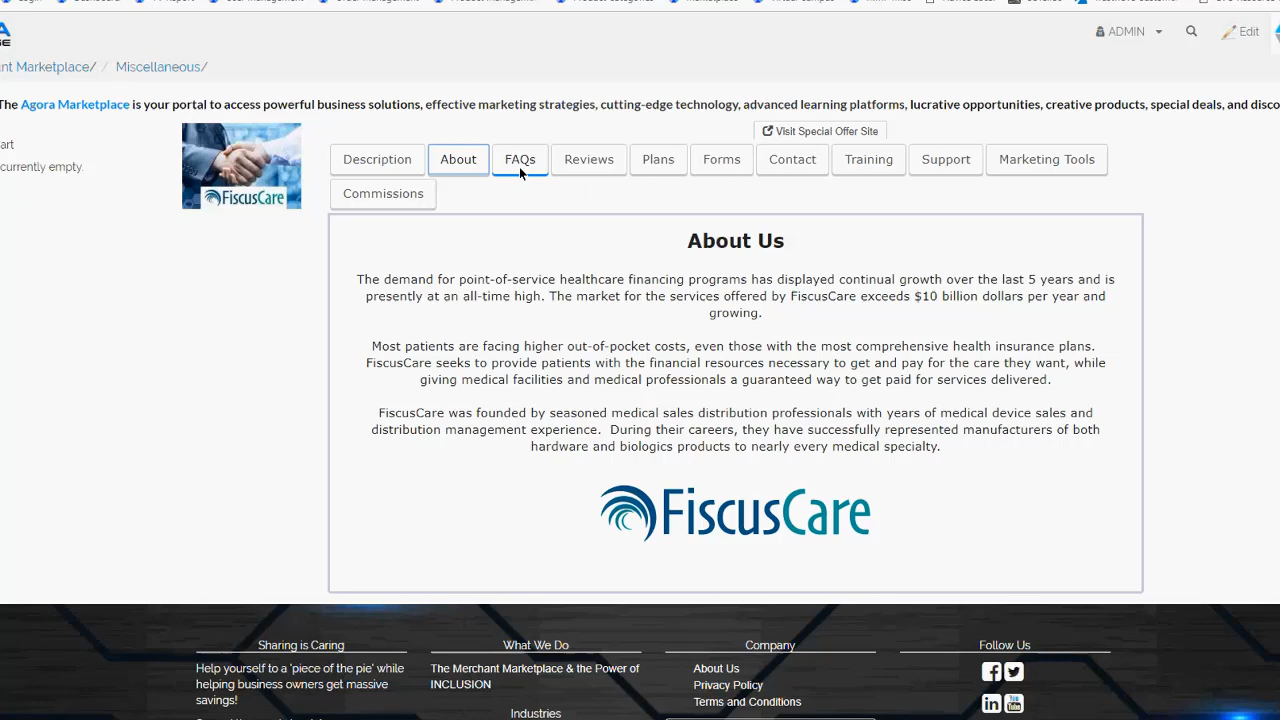 ADMIN
Edit
nt Marketplace/ / Miscellaneous/
The Agora Marketplace is your portal to access powerful business solutions, effective marketing strategies, cutting-edge technology, advanced learning platforms, lucrative opportunities, creative products, special deals, and disco
art
currently empty.
FiscusCare
Visit Special Offer Site
Description About FAQs Reviews Plans Forms Contact Training Support Marketing Tools
Commissions
About Us
The demand for point-of-service healthcare financing programs has displayed continual growth over the last 5 years and is
presently at an all-time high. The market for the services offered by FiscusCare exceeds $10 billion dollars per year and
growing.
Most patients are facing higher out-of-pocket costs, even those with the most comprehensive health insurance plans.
FiscusCare seeks to provide patients with the financial resources necessary to get and pay for the care they want, while
giving medical facilities and medical professionals a guaranteed way to get paid for services delivered.
FiscusCare was founded by seasoned medical sales distribution professionals with years of medical device sales and
distribution management experience. During their careers, they have successfully represented manufacturers of both
hardware and biologics products to nearly every medical specialty.
FiscusCare
Sharing is Caring
Help yourself to a 'piece of the pie' while
helping business owners get massive
savings!
What We Do
The Merchant Marketplace & the Power of
INCLUSION
Industries
Company
About Us
Privacy Policy
Terms and Conditions
Follow Us